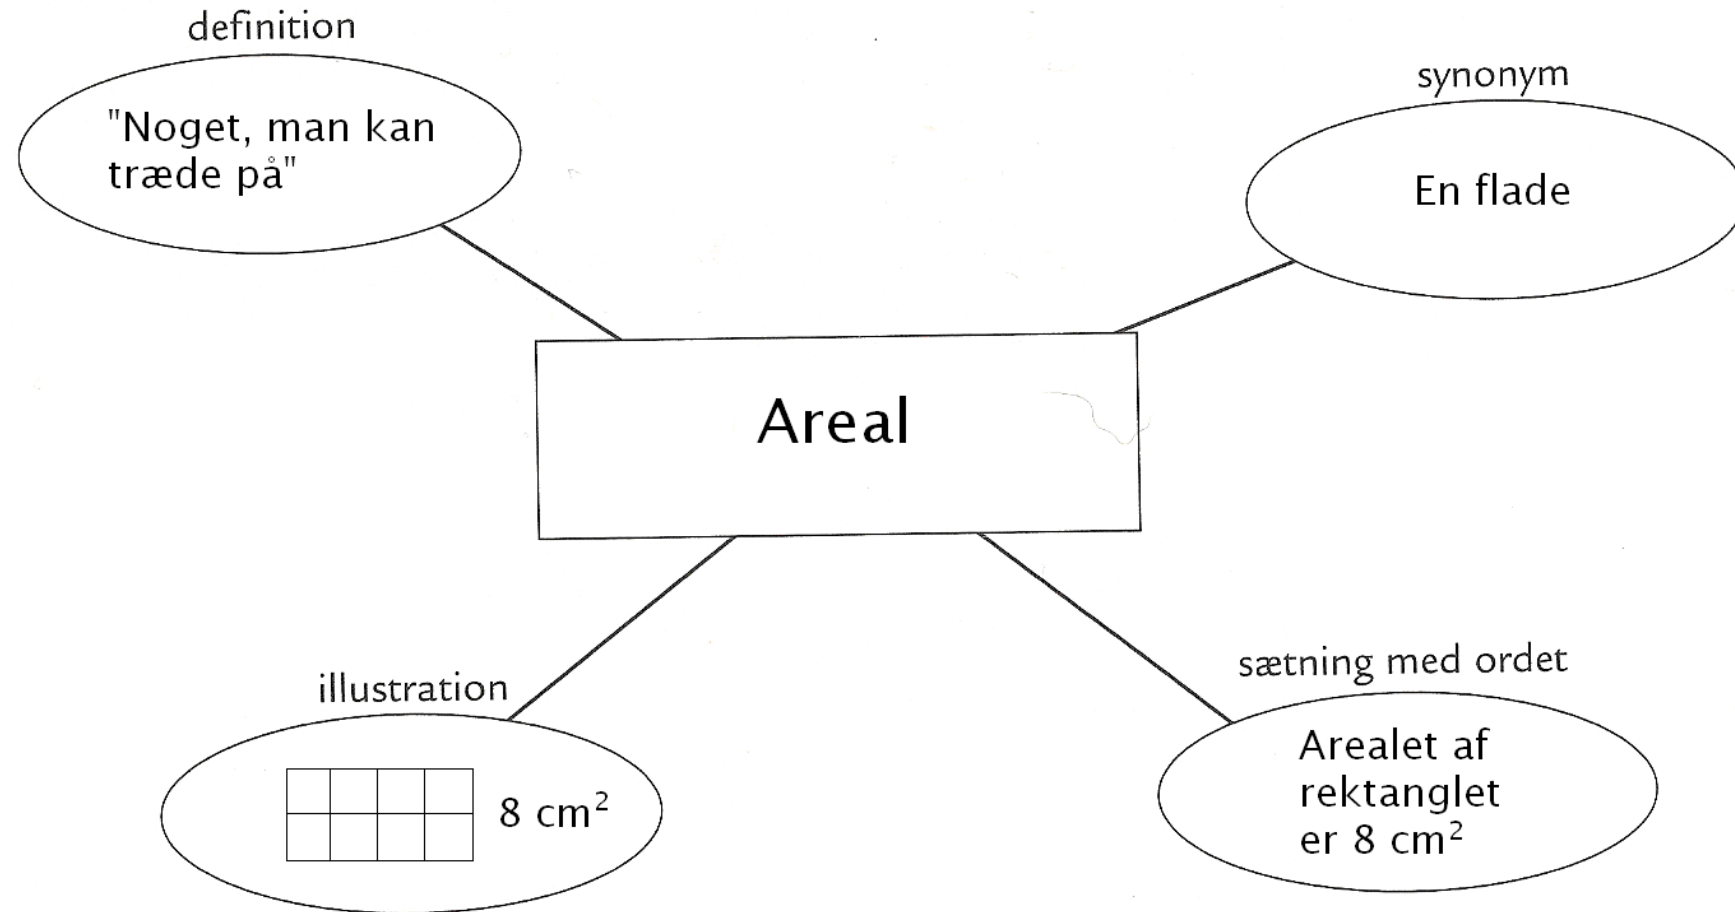 definition
"Noget, man kan
træde på"
synonym
En flade
Areal
illustration
8 cm²
sætning med ordet
Arealet af
rektanglet
er 8 cm²